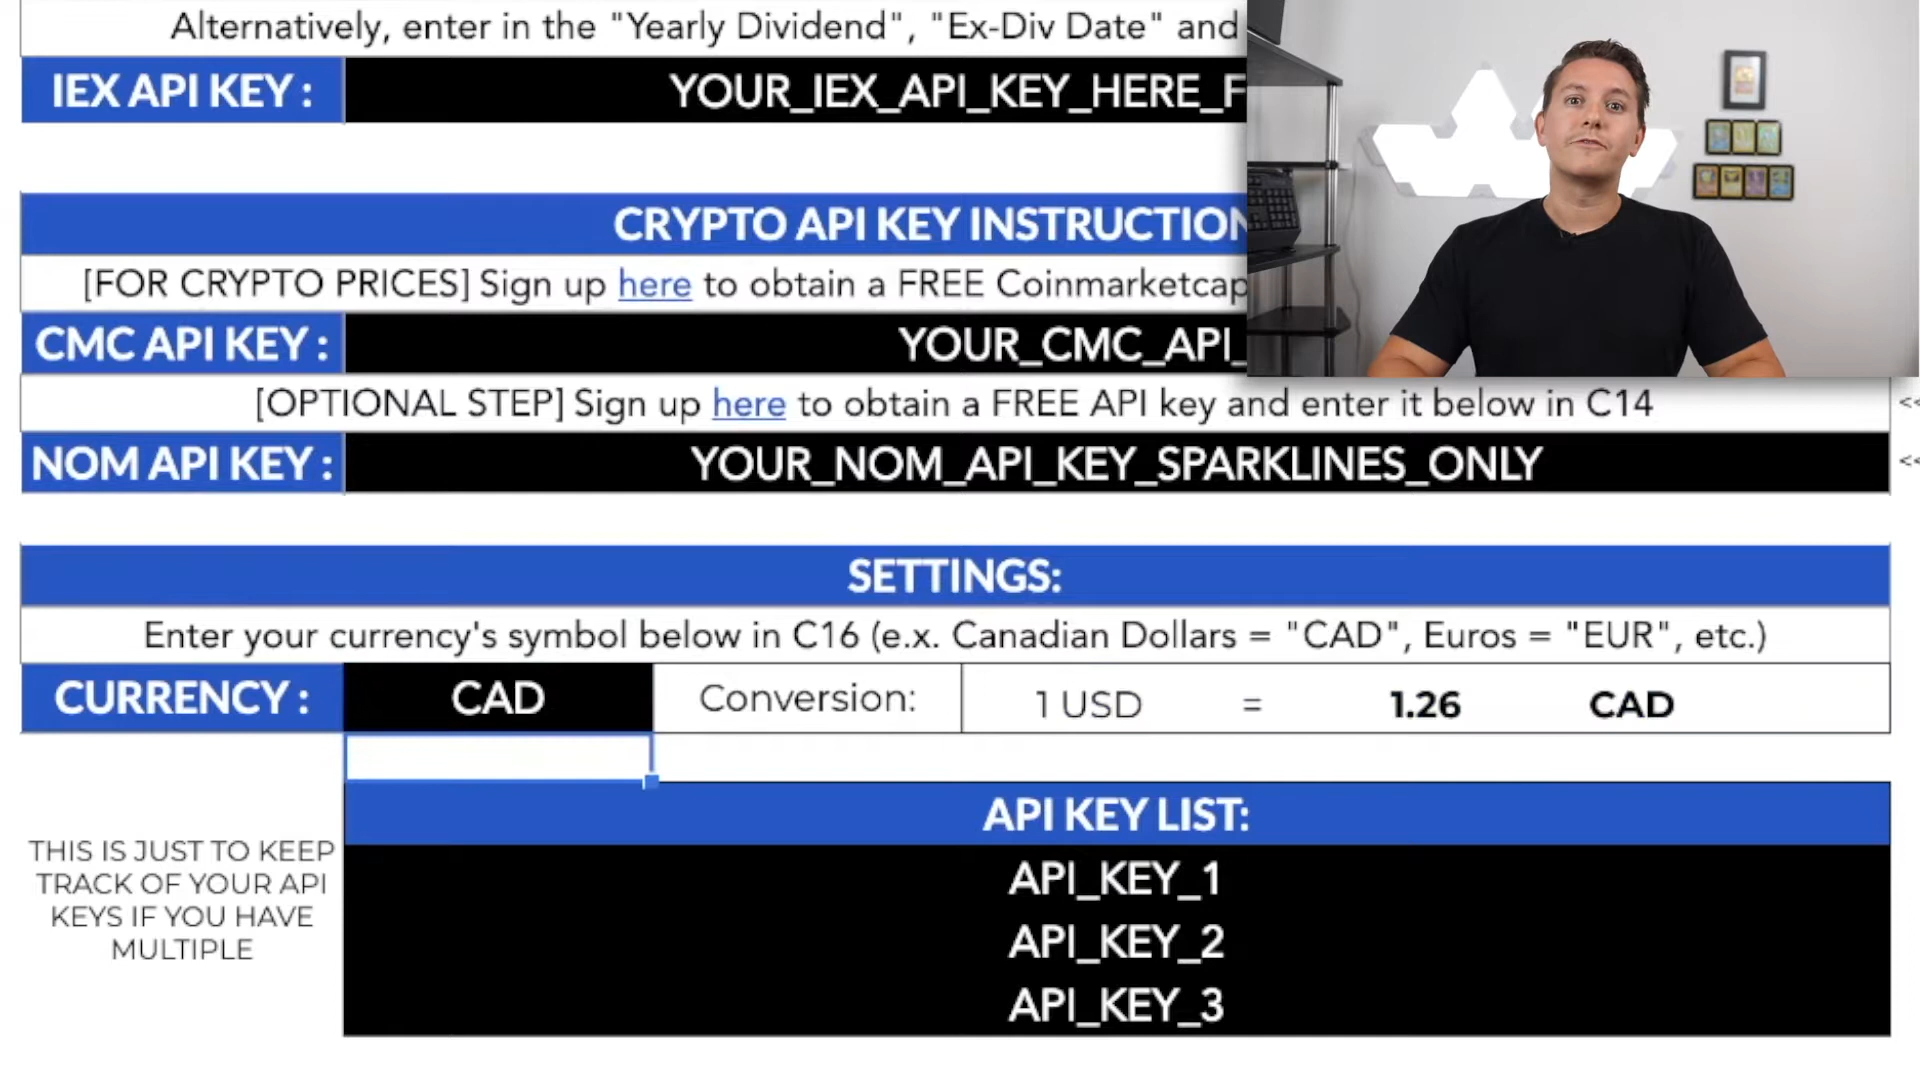 Alternatively, enter in the "Yearly Dividend", "Ex-Div Date" and
IEX API KEY : YOUR_IEX_API_KEY_HERE_F
CRYPTO API KEY INSTRUCTION
[FOR CRYPTO PRICES] Sign up here to obtain a FREE Coinmarketcap
CMC API KEY : YOUR_CMC_API_
[OPTIONAL STEP] Sign up here to obtain a FREE API key and enter it below in C14 <<
NOM API KEY : YOUR_NOM_API_KEY_SPARKLINES_ONLY <<
SETTINGS:
Enter your currency's symbol below in C16 (e.x. Canadian Dollars = "CAD", Euros = "EUR", etc.)
CURRENCY : CAD Conversion: 1 USD = 1.26 CAD
API KEY LIST:
THIS IS JUST TO KEEP
TRACK OF YOUR API
KEYS IF YOU HAVE
MULTIPLE
API_KEY_1
API_KEY_2
API_KEY_3